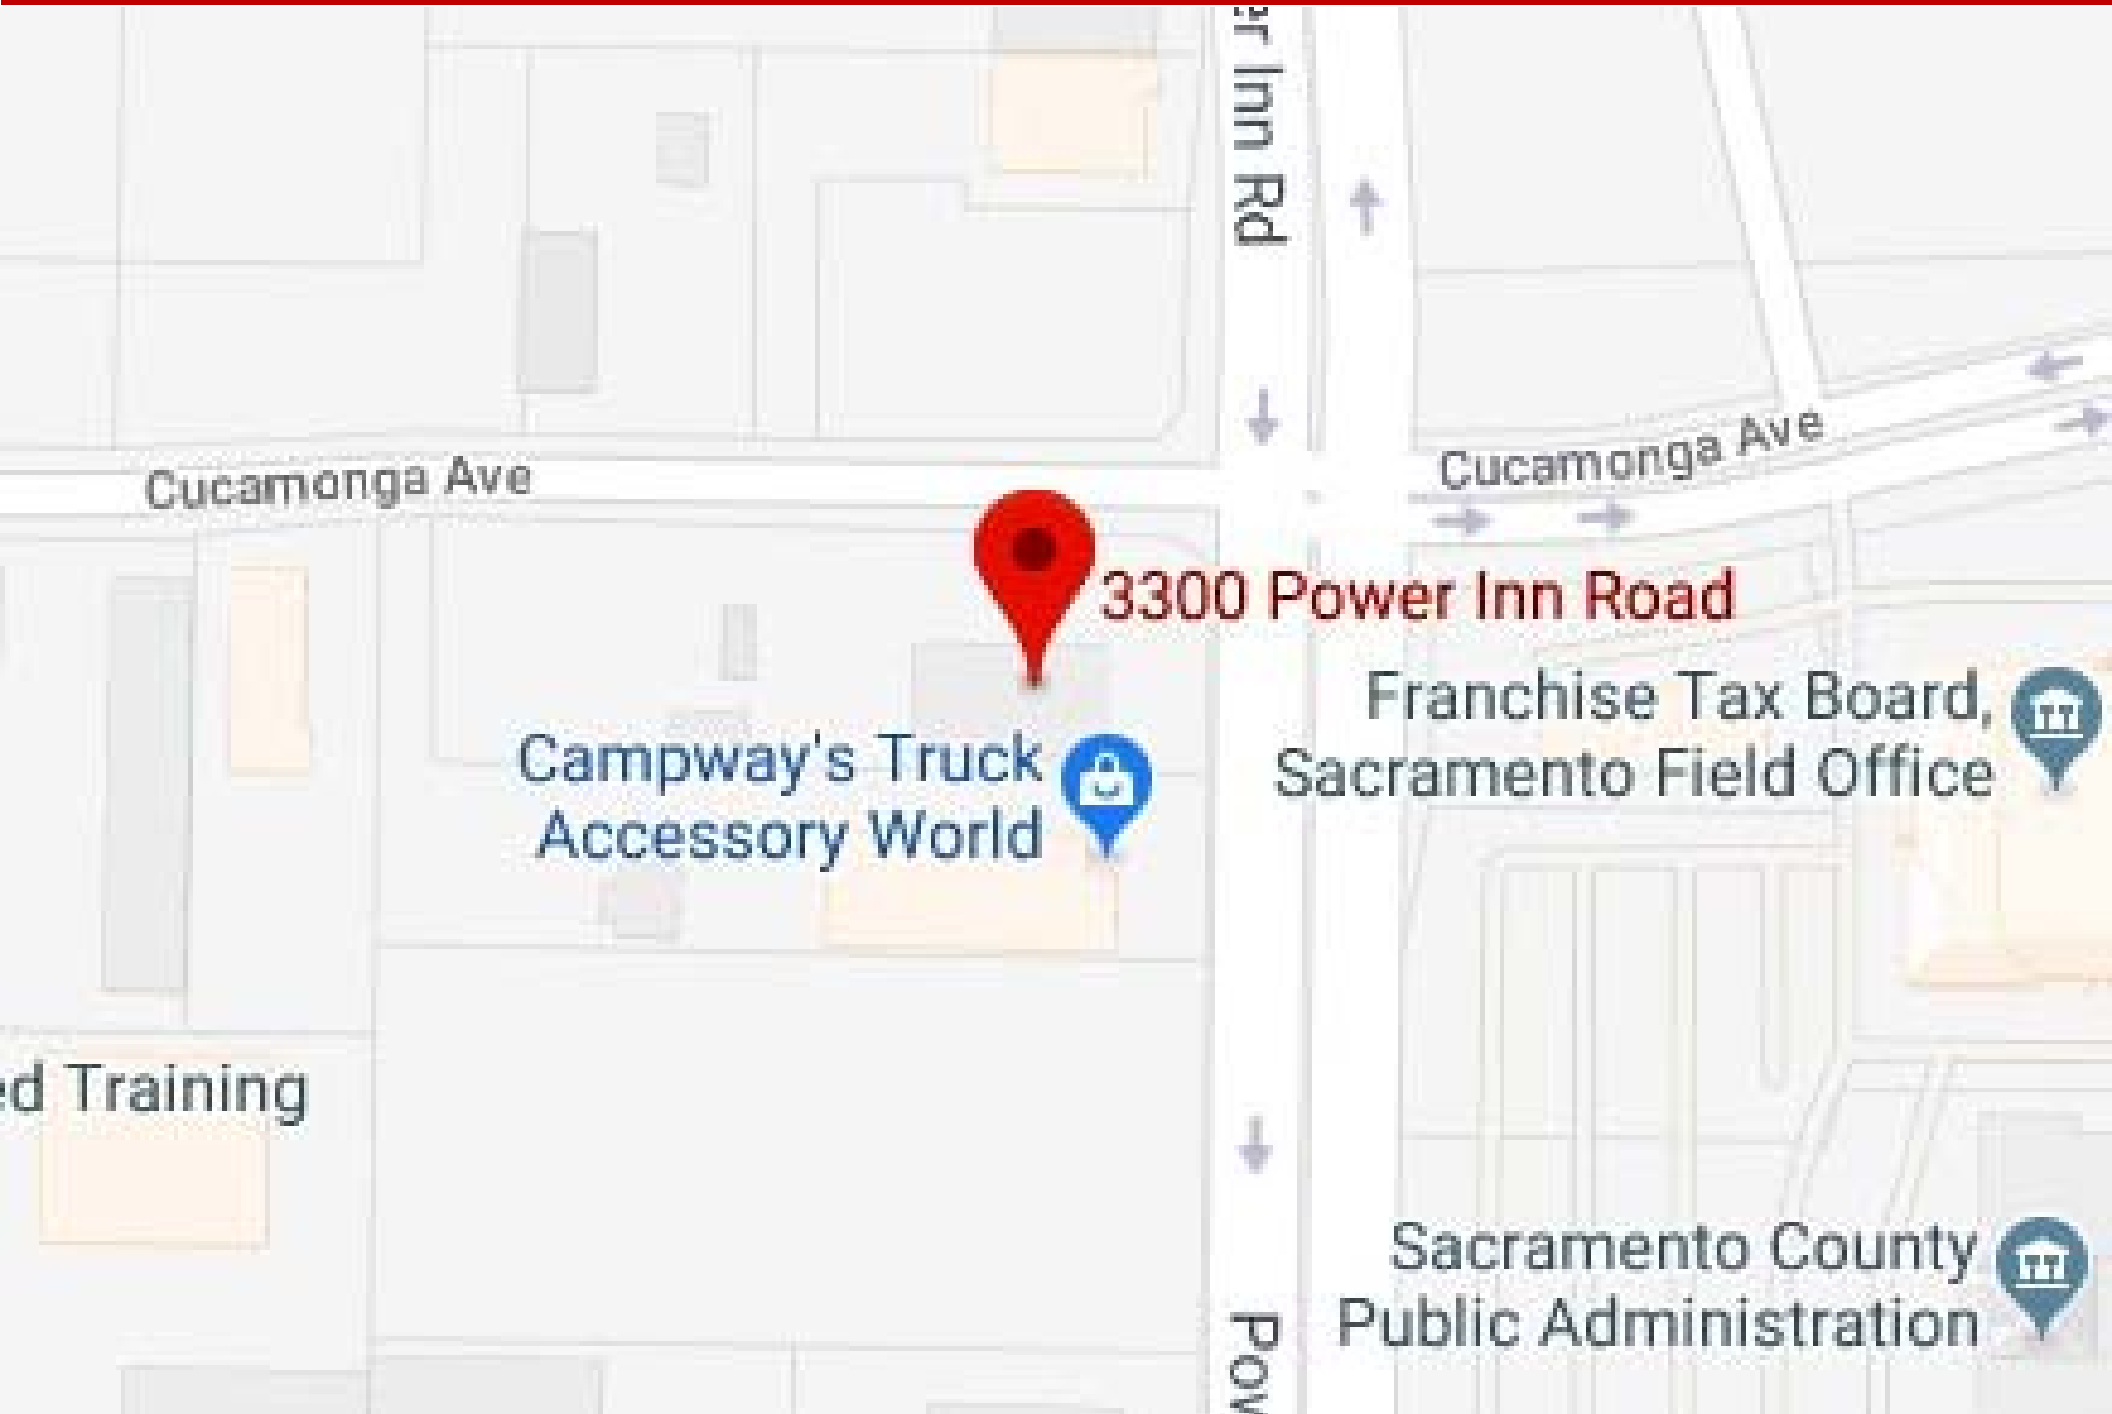 Inn Rd
Cucamonga Ave
Cucamonga Ave
3300 Power Inn Road
Franchise Tax Board,
Sacramento Field Office
Campway's Truck
Accessory World
Training
Sacramento County
Public Administration